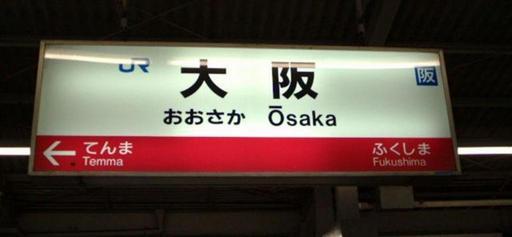 JR 大阪 阪
おおさか Ōsaka
← てんま ふくしま
Temma Fukushima